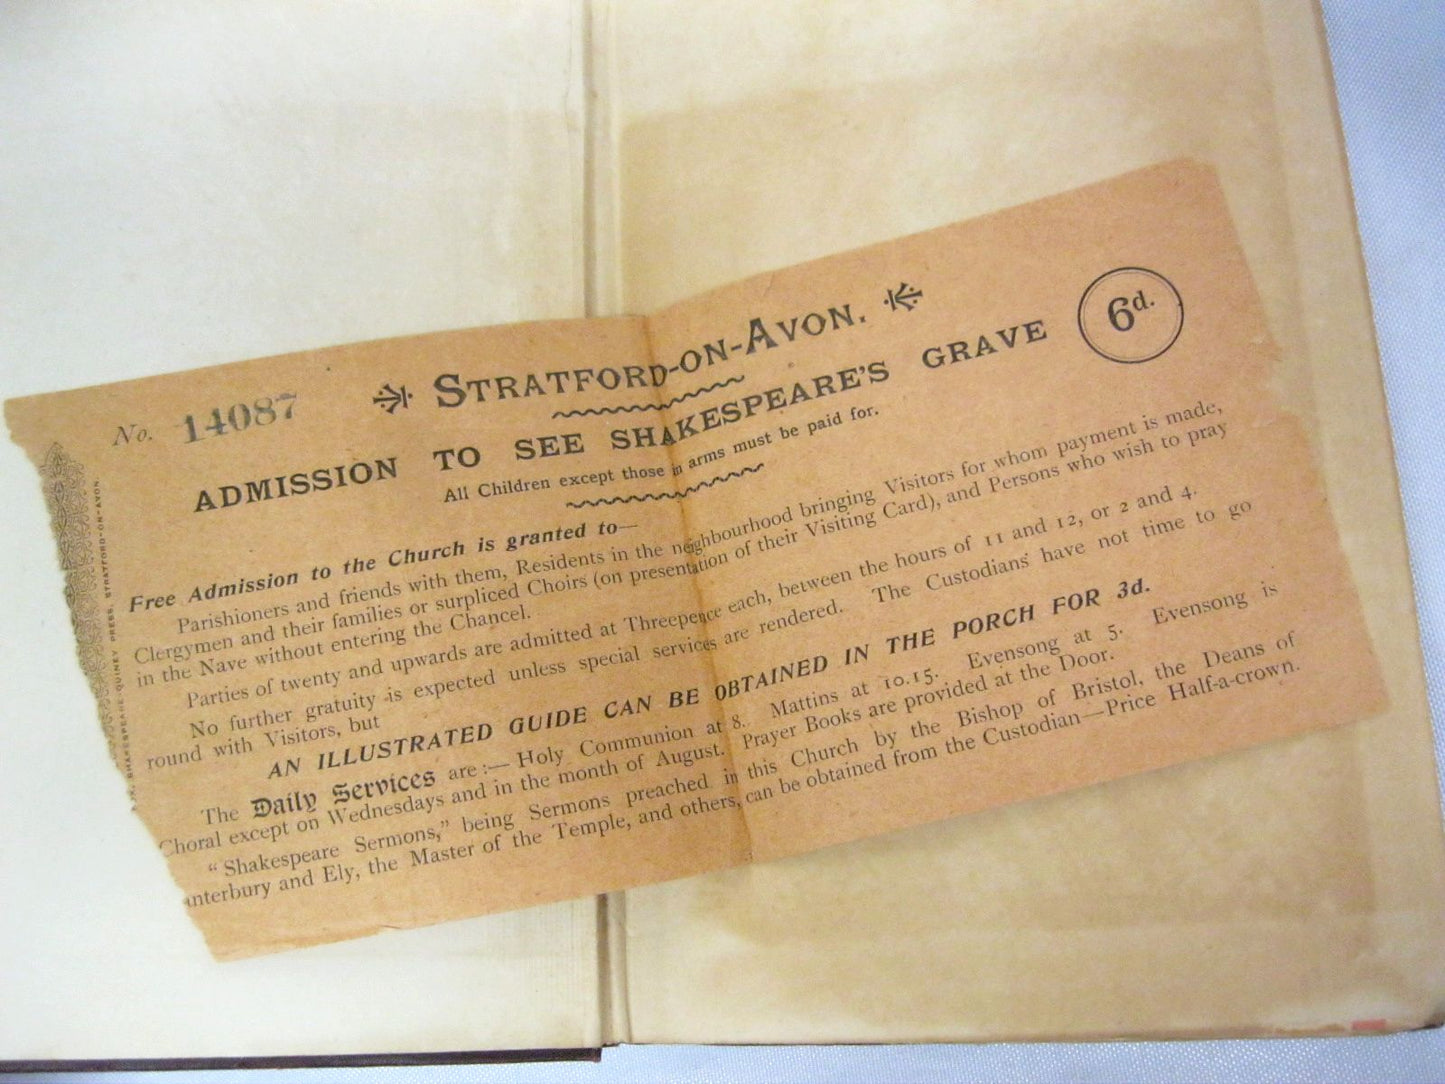 No. 14087
STRATFORD-ON-AVON.
6d.
ADMISSION TO SEE SHAKESPEARE'S GRAVE
All Children except those in arms must be paid for.
Free Admission to the Church is granted to—
Parishioners and friends with them, Residents in the neighbourhood bringing Visitors for whom payment is made,
Clergymen and their families or surpliced Choirs (on presentation of their Visiting Card), and Persons who wish to pray
in the Nave without entering the Chancel.
Parties of twenty and upwards are admitted at Threepence each, between the hours of 11 and 12, or 2 and 4.
No further gratuity is expected unless special services are rendered. The Custodians have not time to go
round with Visitors, but
AN ILLUSTRATED GUIDE CAN BE OBTAINED IN THE PORCH FOR 3d.
The Daily Services are:— Holy Communion at 8. Mattins at 10.15. Evensong at 5. Evensong is
Choral except on Wednesdays and in the month of August. Prayer Books are provided at the Door.
"Shakespeare Sermons," being Sermons preached in this Church by the Bishop of Bristol, the Deans of
anterbury and Ely, the Master of the Temple, and others, can be obtained from the Custodian—Price Half-a-crown.
SHAKESPEARE QUINEY PRESS, STRATFORD-ON-AVON.